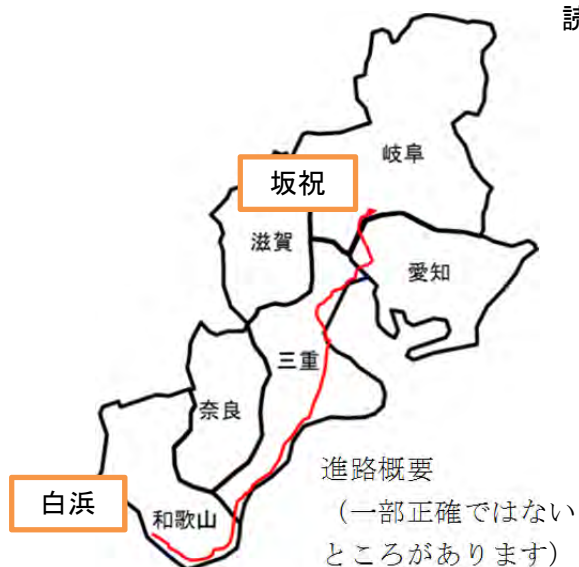 読
岐阜
坂祝
滋賀
愛知
三重
奈良
白浜
和歌山
進路概要
（一部正確ではない
ところがあります）